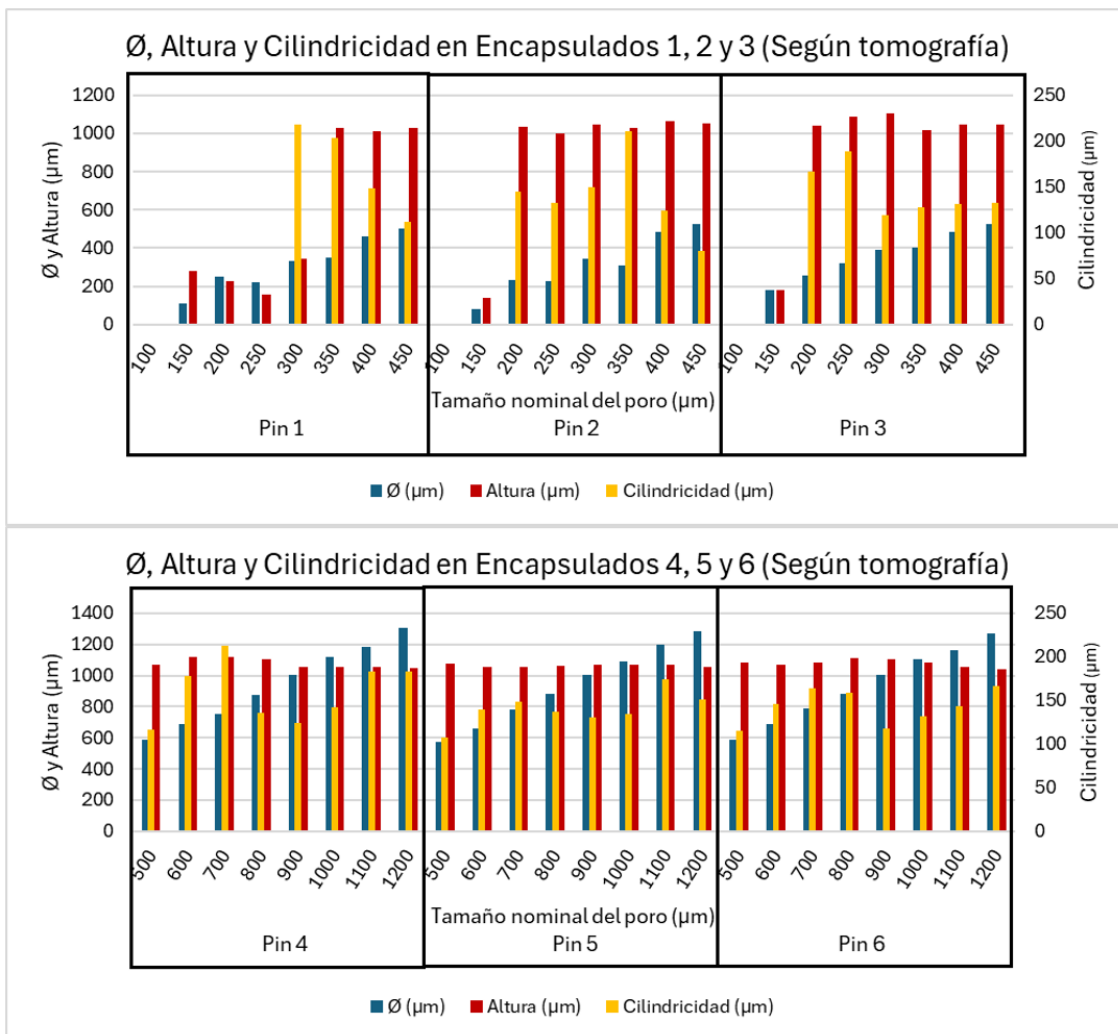 Ø, Altura y Cilindricidad en Encapsulados 1, 2 y 3 (Según tomografía)
Ø y Altura (µm)
1200
1000
800
600
400
200
0
250
200
150
100
50
0
Cilindricidad (µm)
100 150 200 250 300 350 400 450 100 150 200 250 300 350 400 450 100 150 200 250 300 350 400 450
Tamaño nominal del poro (µm)
Pin 1 Pin 2 Pin 3
Ø (µm) Altura (µm) Cilindricidad (µm)
Ø, Altura y Cilindricidad en Encapsulados 4, 5 y 6 (Según tomografía)
Ø y Altura (µm)
1400
1200
1000
800
600
400
200
0
250
200
150
100
50
0
Cilindricidad (µm)
500 600 700 800 900 1000 1100 1200 500 600 700 800 900 1000 1100 1200 500 600 700 800 900 1000 1100 1200
Tamaño nominal del poro (µm)
Pin 4 Pin 5 Pin 6
Ø (µm) Altura (µm) Cilindricidad (µm)